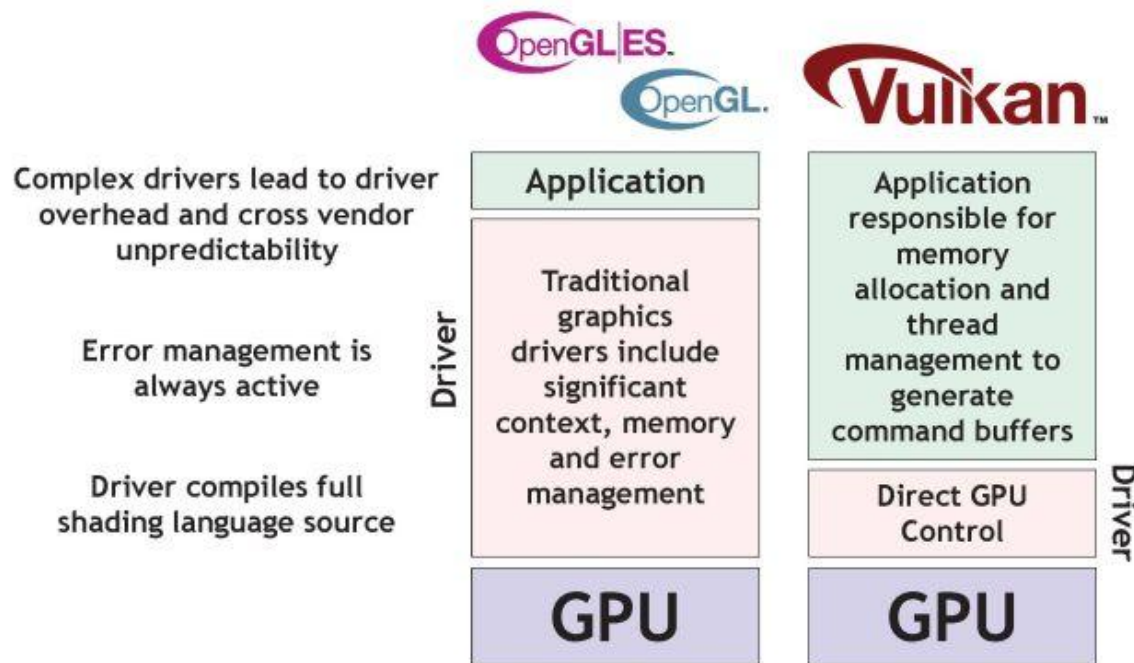 OpenGL|ES™
OpenGL.
Vulkan™
Complex drivers lead to driver
overhead and cross vendor
unpredictability
Error management is
always active
Driver compiles full
shading language source
Driver
Application
Traditional
graphics
drivers include
significant
context, memory
and error
management
GPU
Application
responsible for
memory
allocation and
thread
management to
generate
command buffers
Direct GPU
Control
Driver
GPU